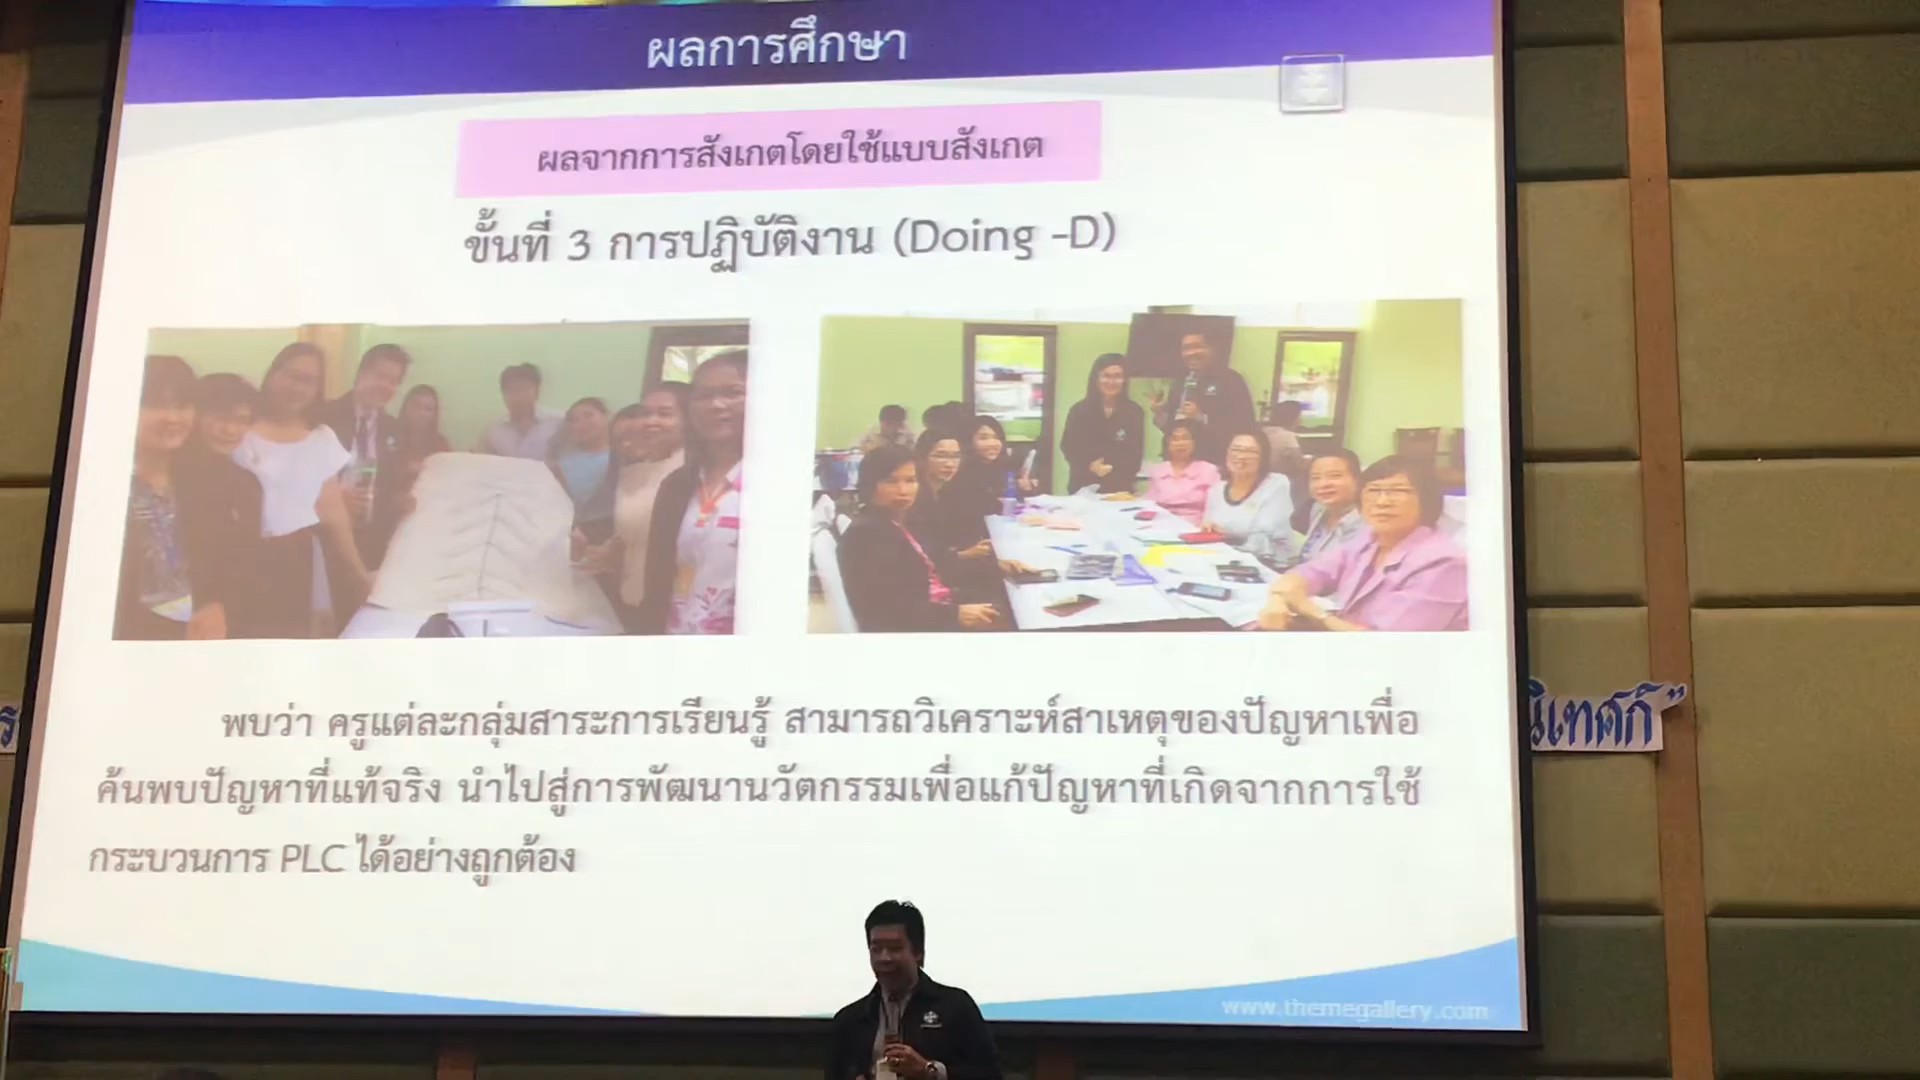 ผลการศึกษา
ผลจากการสังเกตโดยใช้แบบสังเกต
ขั้นที่ 3 การปฏิบัติงาน (Doing -D)
พบว่า ครูแต่ละกลุ่มสาระการเรียนรู้ สามารถวิเคราะห์สาเหตุของปัญหาเพื่อ
ค้นพบปัญหาที่แท้จริง นำไปสู่การพัฒนานวัตกรรมเพื่อแก้ปัญหาที่เกิดจากการใช้
กระบวนการ PLC ได้อย่างถูกต้อง
www.themegallery.com